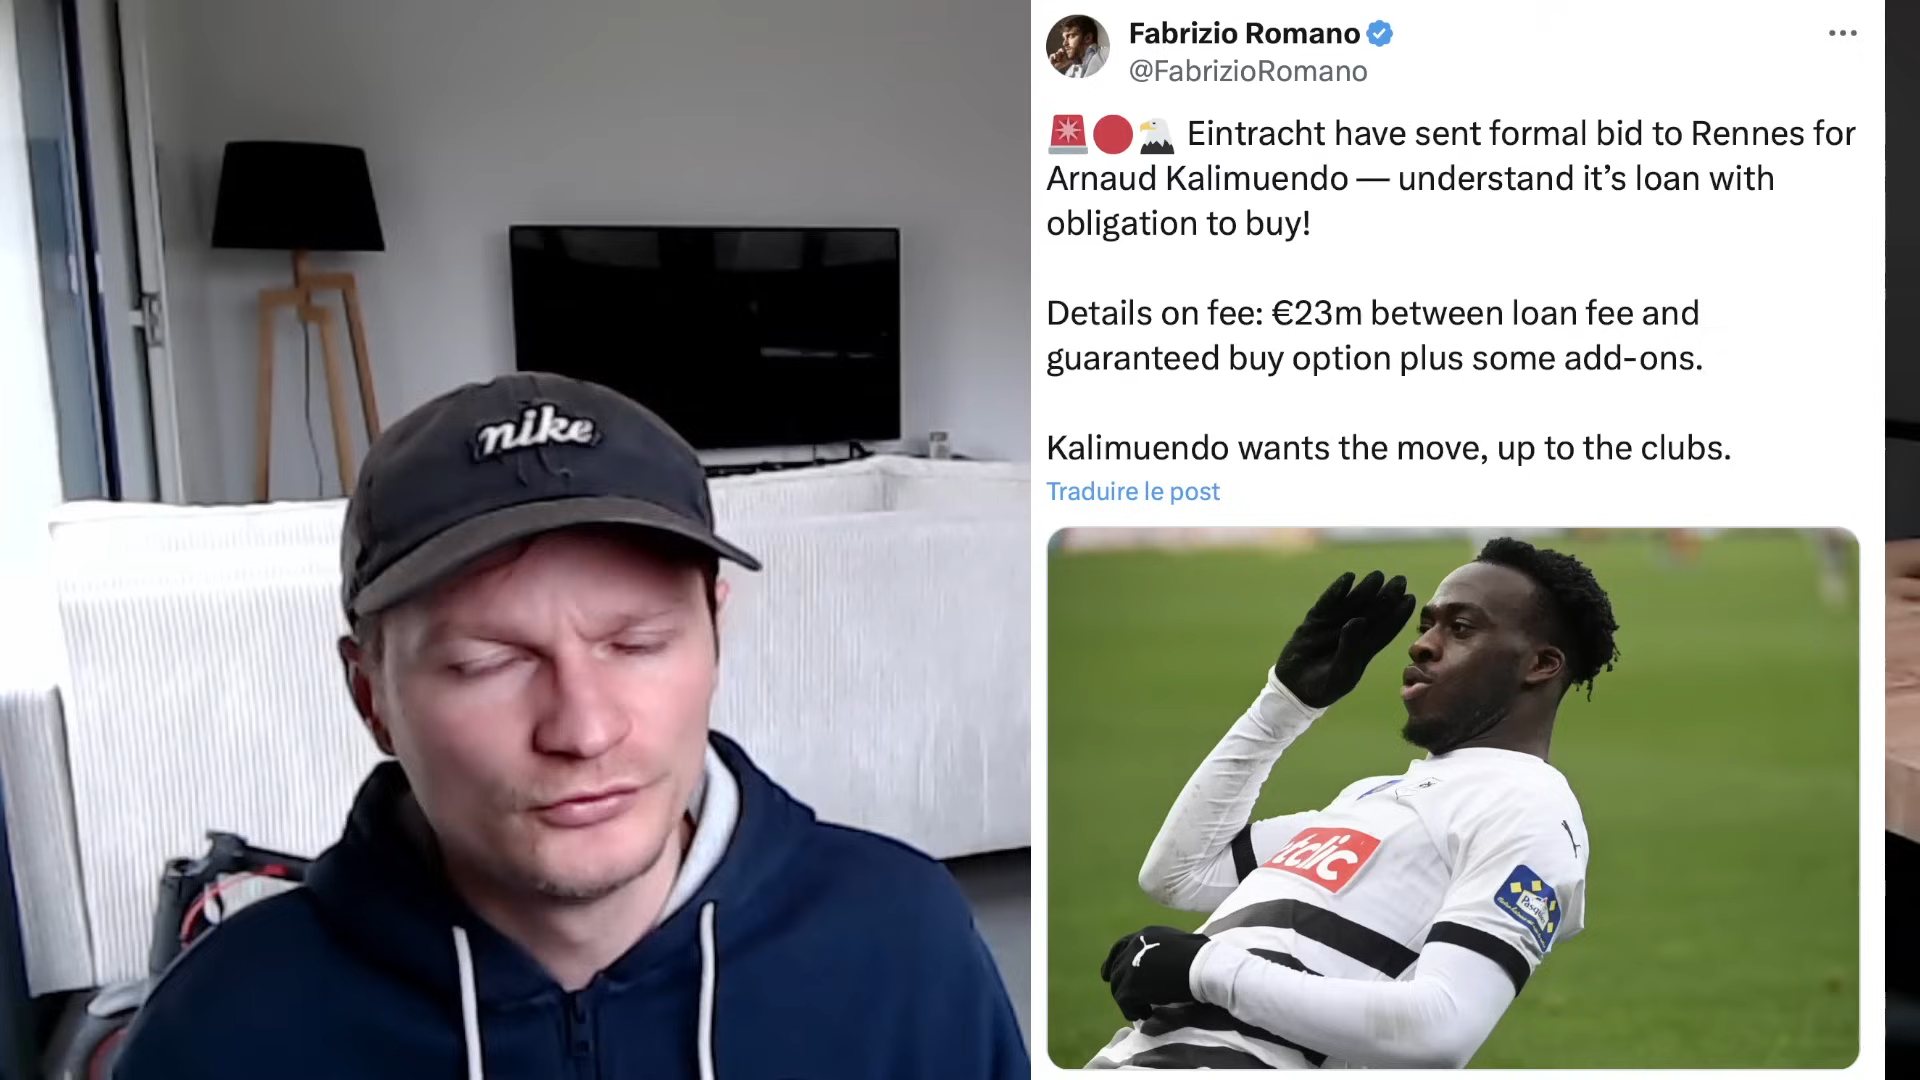 nike
Fabrizio Romano
@FabrizioRomano
🚨🔴🦅 Eintracht have sent formal bid to Rennes for
Arnaud Kalimuendo — understand it’s loan with
obligation to buy!
Details on fee: €23m between loan fee and
guaranteed buy option plus some add-ons.
Kalimuendo wants the move, up to the clubs.
Traduire le post
tclic
Pasquier